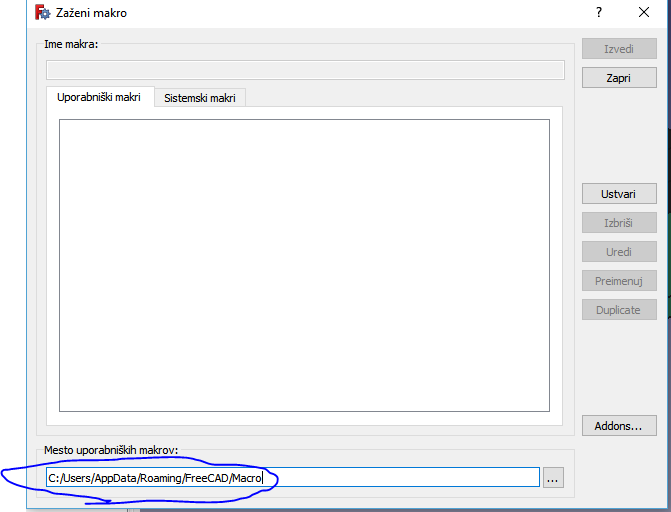 Zaženi makro
?
Ime makra:
Izvedi
Zapri
Uporabniški makri
Sistemski makri
Ustvari
Izbriši
Uredi
Preimenuj
Duplicate
Addons...
Mesto uporabniških makrov:
C:/Users/AppData/Roaming/FreeCAD/Macro
...